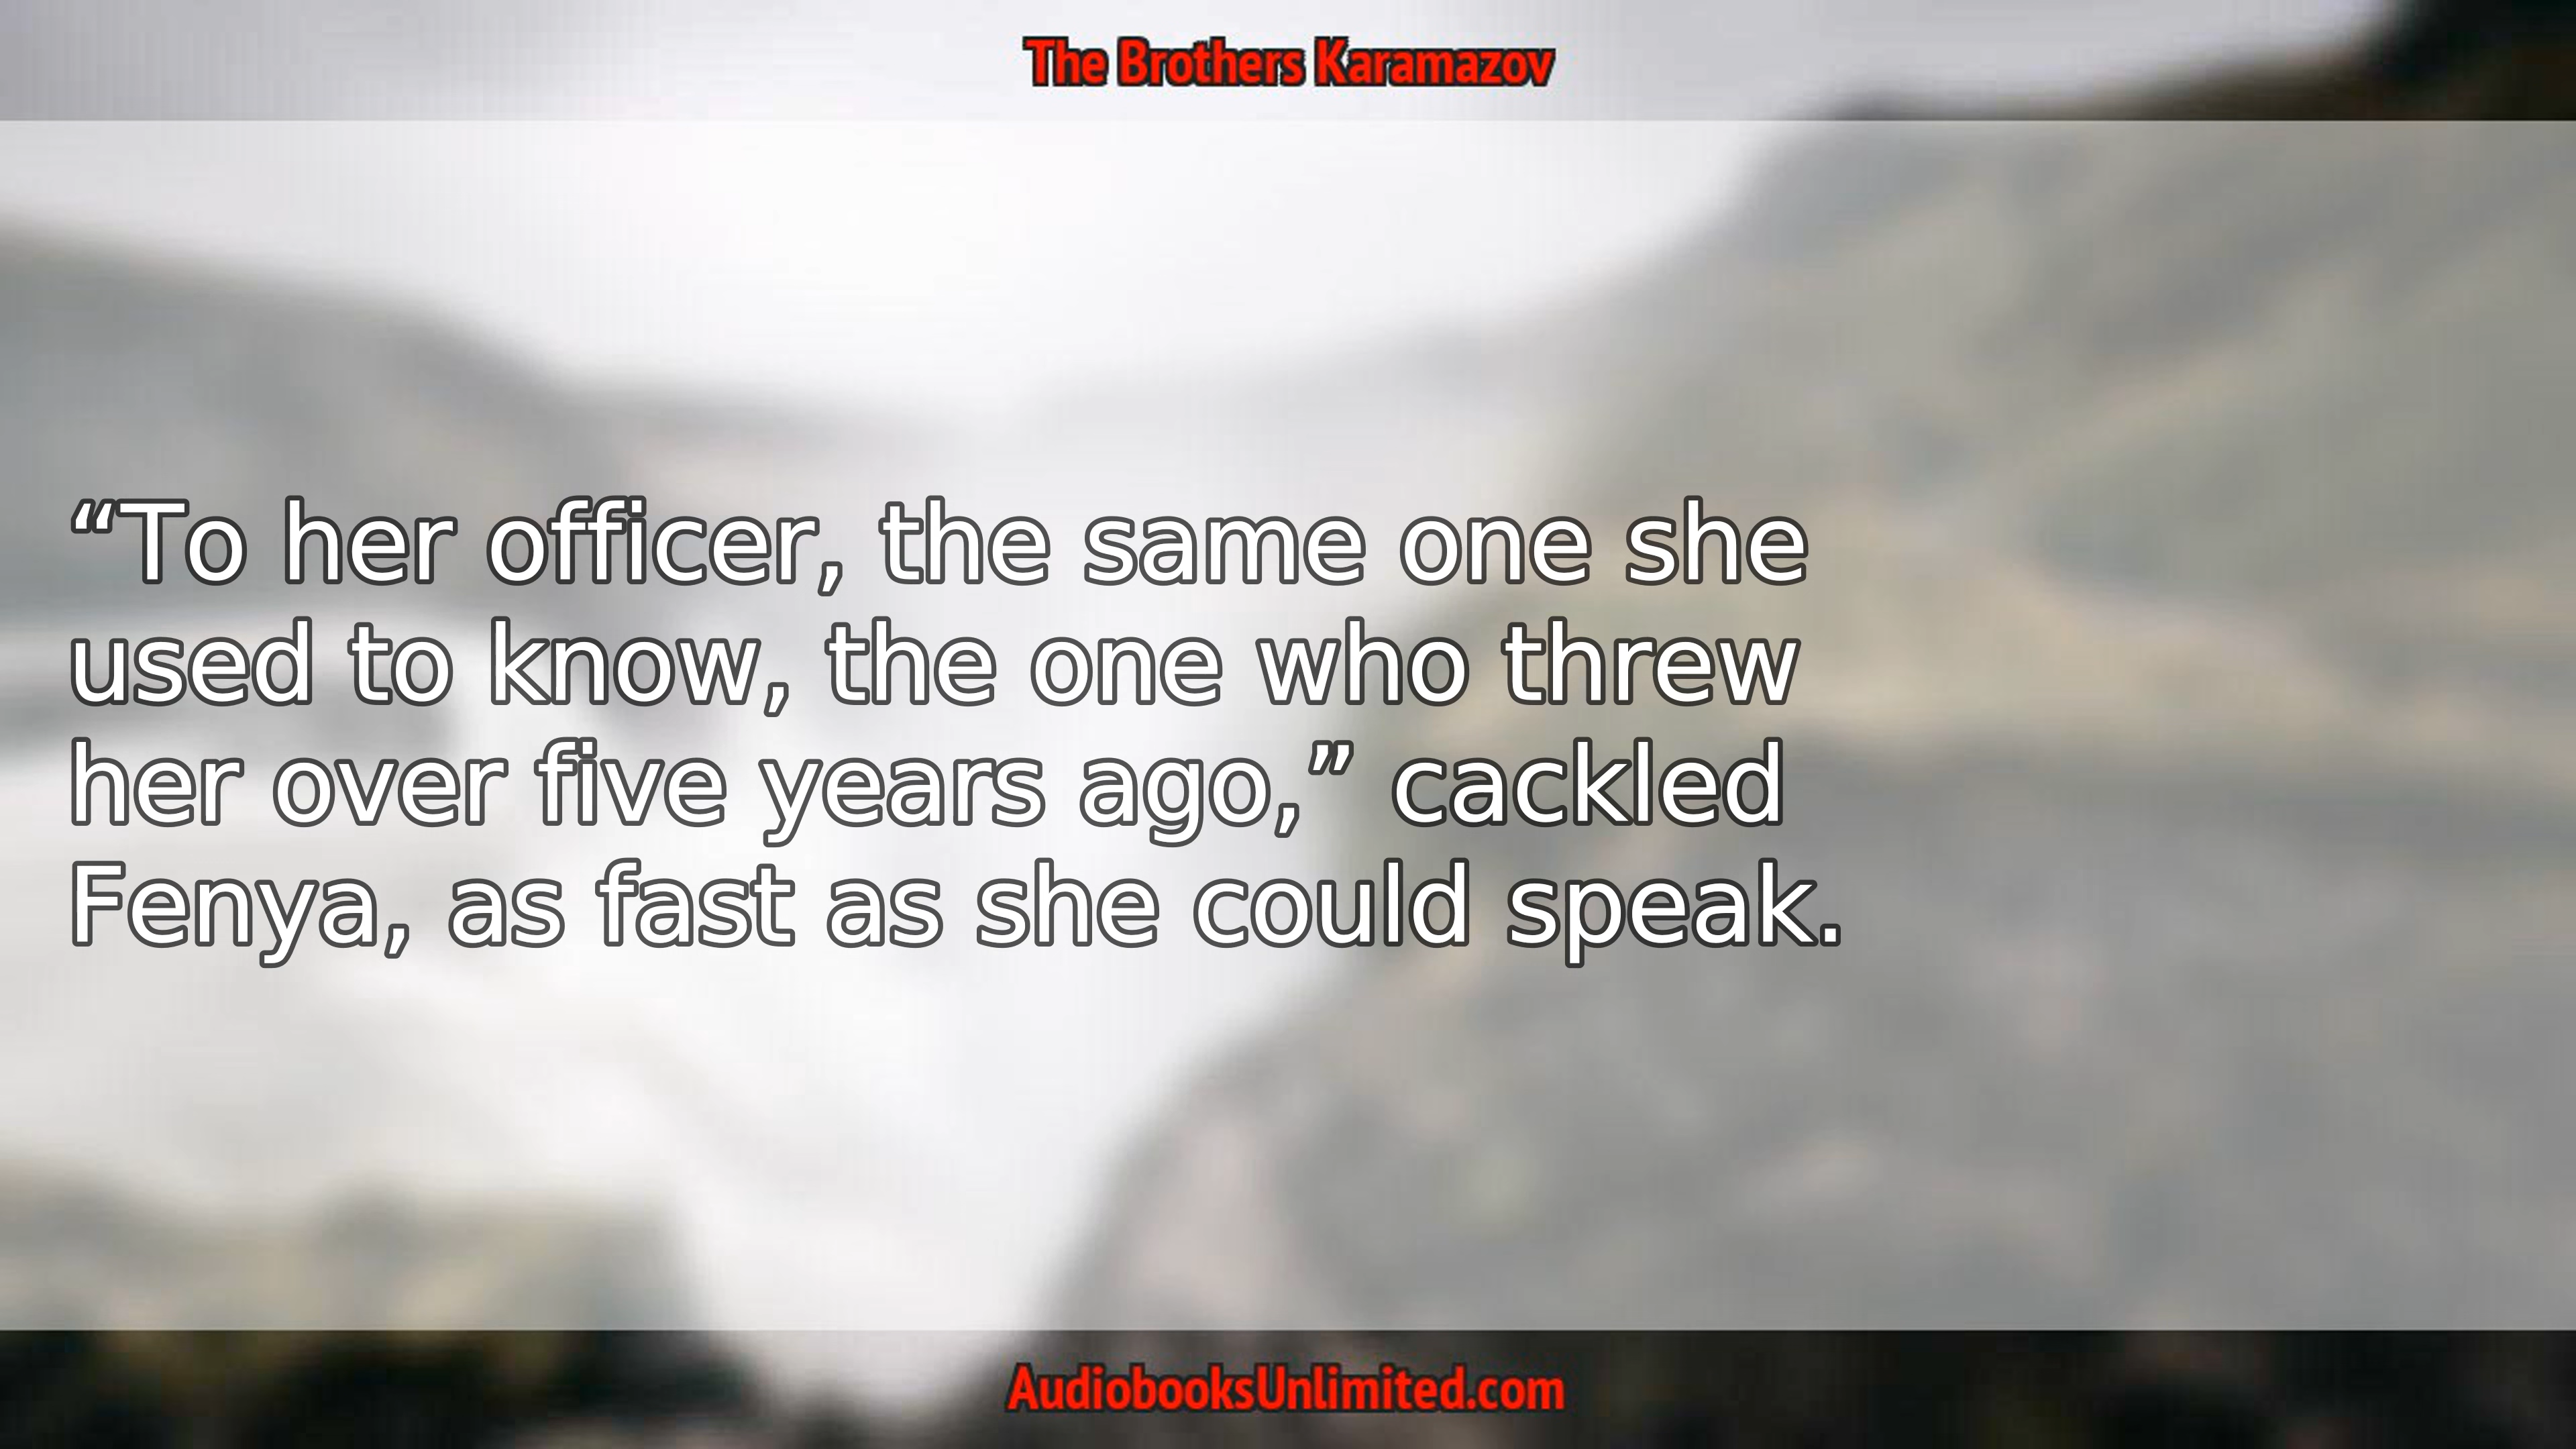 The Brothers Karamazov
“To her officer, the same one she
used to know, the one who threw
her over five years ago,” cackled
Fenya, as fast as she could speak.
AudiobooksUnlimited.com